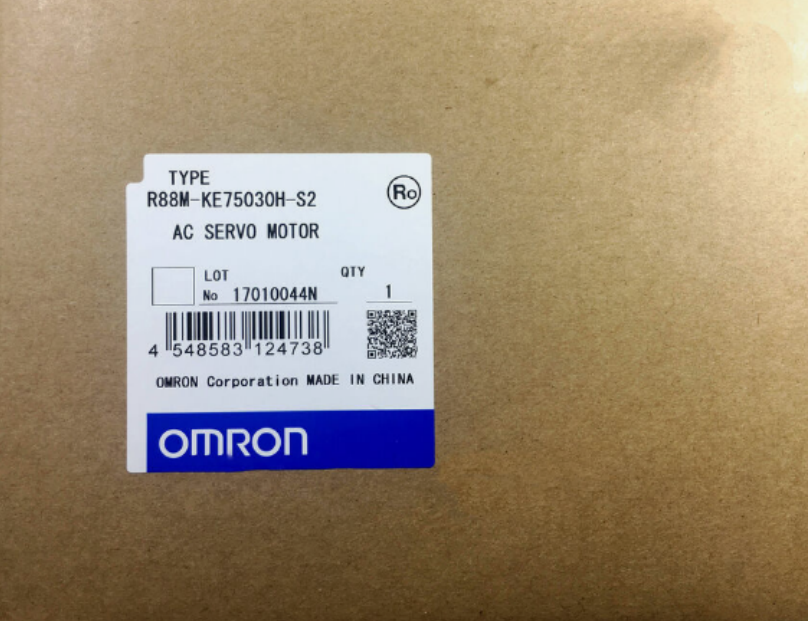 TYPE
R88M-KE75030H-S2
Ro
AC SERVO MOTOR
LOT
QTY
No 17010044N
1
4 548583 124738
OMRON Corporation MADE IN CHINA
OMRON